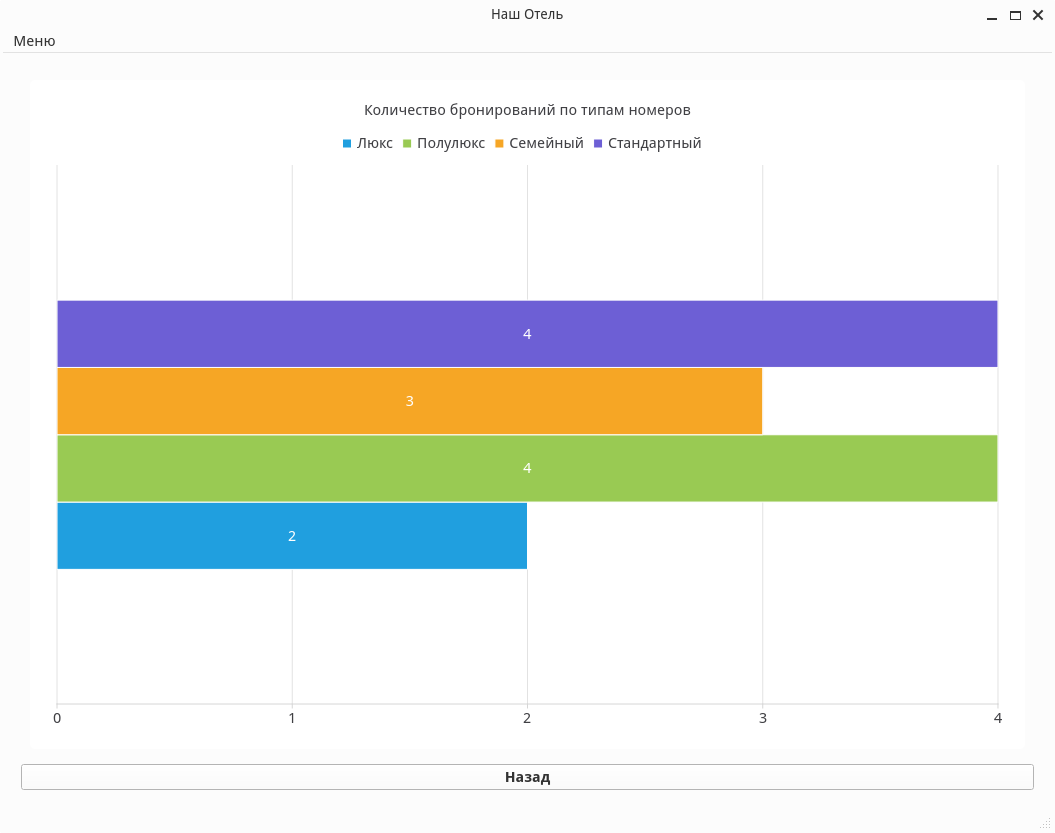 Наш Отель
Меню
Количество бронирований по типам номеров
Люкс Полулюкс Семейный Стандартный
4
3
4
2
0 1 2 3 4
Назад